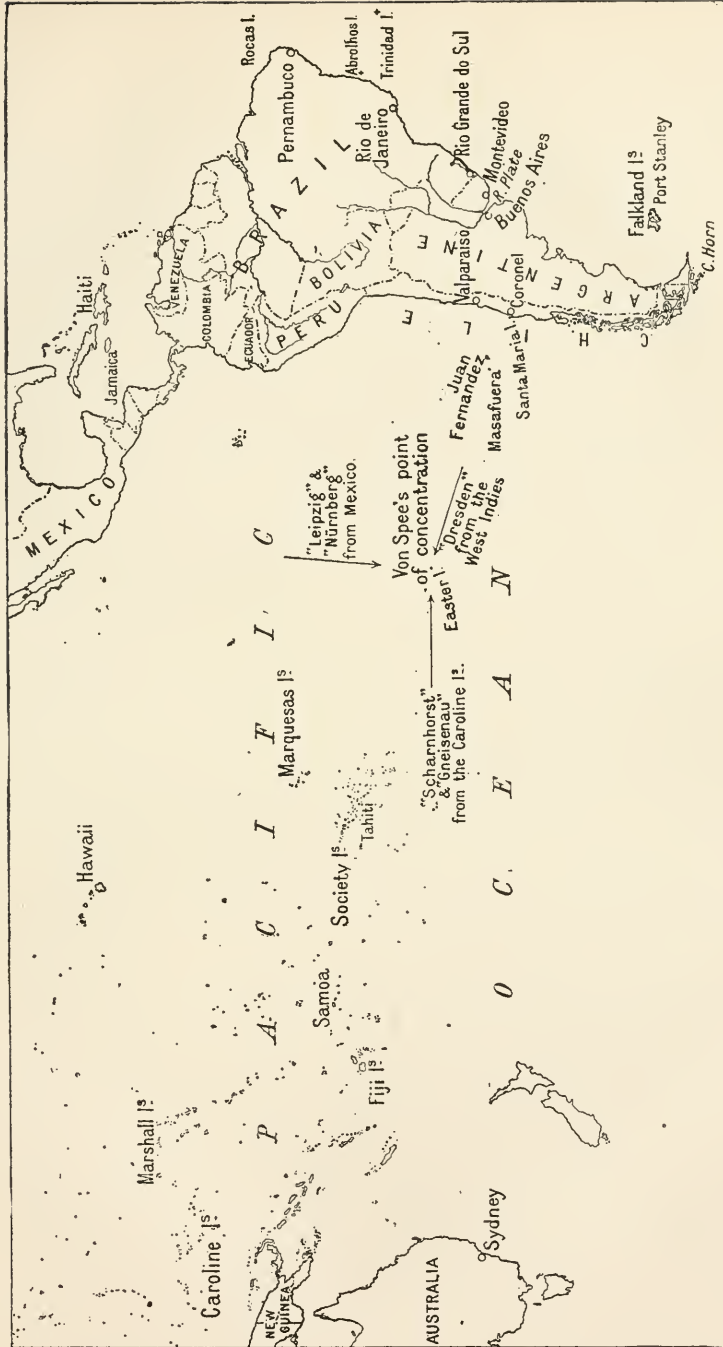 MEXICO
Haiti
Jamaica
VENEZUELA
COLOMBIA
ECUADOR
BRAZIL
PERU
BOLIVIA
Rocas I.
Pernambuco
Abrolhos I.
Trinidad I.
Rio de
Janeiro
Rio Grande do Sul
Montevideo
R. Plate
Buenos Aires
ARGENTINE
CHILE
Valparaiso
Coronel
Santa Maria I.
Juan
Fernandez
Masafuera
Falkland Is
Port Stanley
C. Horn
Hawaii
Marshall Is
Caroline Is
NEW
GUINEA
PACIFIC
OCEAN
Marquesas Is
Society Is
Tahiti
Samoa
Fiji Is
"Leipzig" &
"Nürnberg"
from Mexico.
Von Spee's point
of concentration
Easter I.
"Dresden"
from the
West Indies
"Scharnhorst"
& "Gneisenau"
from the Caroline Is.
AUSTRALIA
Sydney